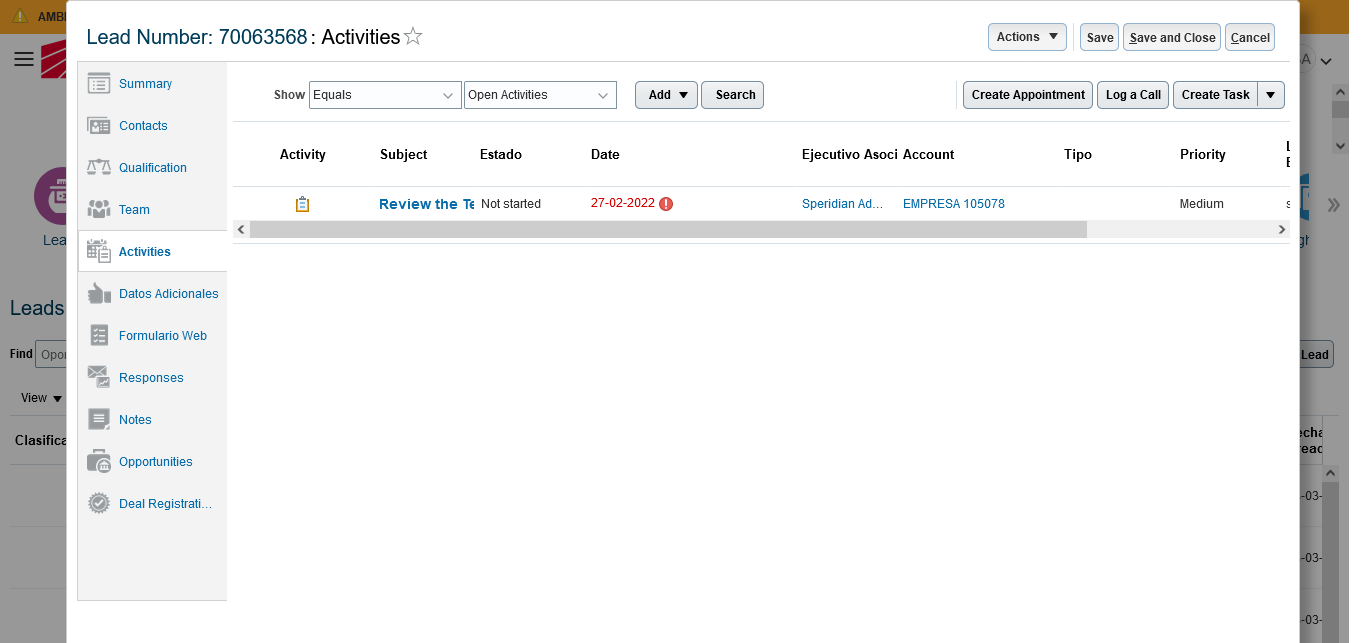 AMBI
Lead Number: 70063568: Activities
Actions
Save
Save and Close
Cancel
Summary
Contacts
Qualification
Team
Activities
Datos Adicionales
Formulario Web
Responses
Notes
Opportunities
Deal Registrati...
Show Equals Open Activities Add Search Create Appointment Log a Call Create Task
Activity Subject Estado Date Ejecutivo Asoci Account Tipo Priority
Review the Te Not started 27-02-2022 Speridian Ad... EMPRESA 105078 Medium
Lea
Leads
Find Opor
Lead
View
Clasifica
echa
reac
-03-
-03-
-03-